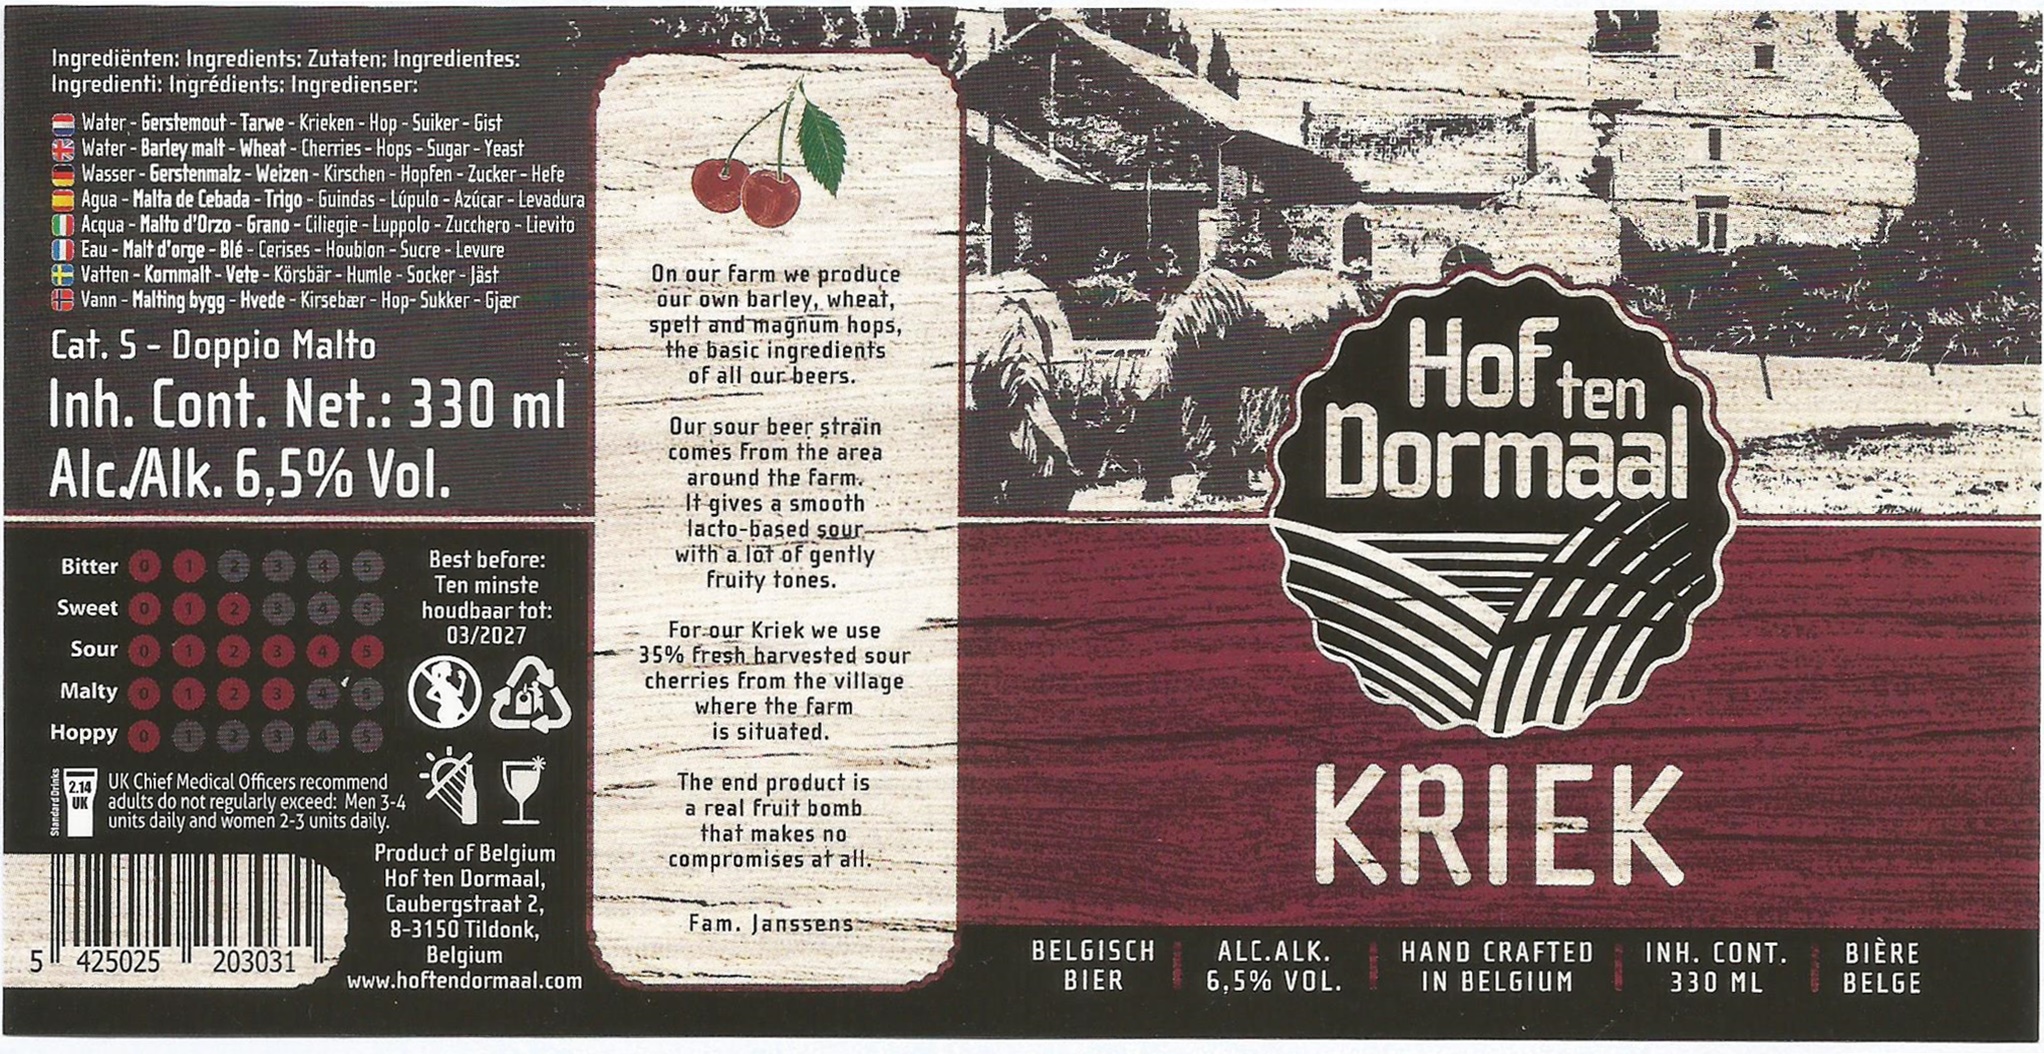 Ingrediënten: Ingredients: Zutaten: Ingredientes:
Ingredienti: Ingrédients: Ingredienser:
Water - Gerstemout - Tarwe - Krieken - Hop - Suiker - Gist
Water - Barley malt - Wheat - Cherries - Hops - Sugar - Yeast
Wasser - Gerstenmalz - Weizen - Kirschen - Hopfen - Zucker - Hefe
Agua - Malta de Cebada - Trigo - Guindas - Lúpulo - Azúcar - Levadura
Acqua - Malto d'Orzo - Grano - Ciliegie - Luppolo - Zucchero - Lievito
Eau - Malt d'orge - Blé - Cerises - Houblon - Sucre - Levure
Vatten - Kornmalt - Vete - Körsbär - Humle - Socker - Jäst
Vann - Malting bygg - Hvede - Kirsebær - Hop- Sukker - Gjær
Cat. S - Doppio Malto
Inh. Cont. Net.: 330 ml
Alc./Alk. 6,5% Vol.
Bitter 0 1 2 3 4 5
Sweet 0 1 2 3 4 5
Sour 0 1 2 3 4 5
Malty 0 1 2 3 4 5
Hoppy 0 1 2 3 4 5
Best before:
Ten minste
houdbaar tot:
03/2027
Standard Drinks
2.14
UK
UK Chief Medical Officers recommend
adults do not regularly exceed: Men 3-4
units daily and women 2-3 units daily.
5 425025 203031
Product of Belgium
Hof ten Dormaal,
Caubergstraat 2,
B-3150 Tildonk,
Belgium
www.hoftendormaal.com
On our farm we produce
our own barley, wheat,
spelt and magnum hops,
the basic ingredients
of all our beers.
Our sour beer strain
comes from the area
around the farm.
It gives a smooth
lacto-based sour
with a lot of gently
fruity tones.
For our Kriek we use
35% fresh harvested sour
cherries from the village
where the farm
is situated.
The end product is
a real fruit bomb
that makes no
compromises at all.
Fam. Janssens
Hof ten
Dormaal
KRIEK
BELGISCH
BIER
ALC.ALK.
6,5% VOL.
HAND CRAFTED
IN BELGIUM
INH. CONT.
330 ML
BIÈRE
BELGE